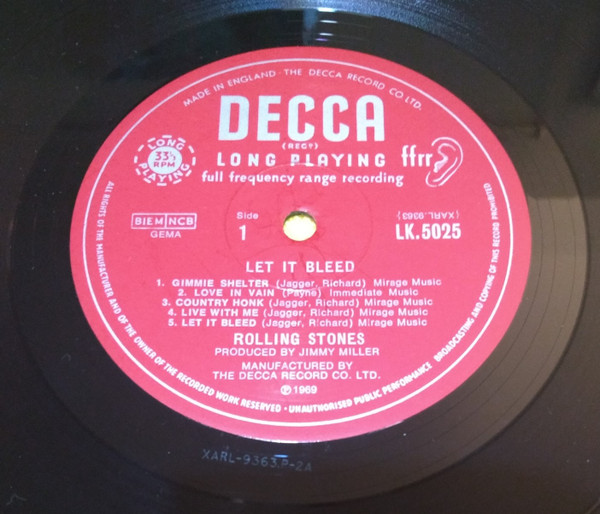 MADE IN ENGLAND · THE DECCA RECORD CO LTD.
DECCA
(REGD)
LONG PLAYING
33⅓
RPM
LONG PLAYING
ffrr
full frequency range recording
BIEM NCB
GEMA
Side
1
(XARL.9363)
LK.5025
LET IT BLEED
1. GIMMIE SHELTER (Jagger, Richard) Mirage Music
2. LOVE IN VAIN (Payne) Immediate Music
3. COUNTRY HONK (Jagger, Richard) Mirage Music
4. LIVE WITH ME (Jagger, Richard) Mirage Music
5. LET IT BLEED (Jagger, Richard) Mirage Music
ROLLING STONES
PRODUCED BY JIMMY MILLER
MANUFACTURED BY
THE DECCA RECORD CO. LTD.
Ⓟ1969
ALL RIGHTS OF THE MANUFACTURER AND OF THE OWNER OF THE RECORDED WORK RESERVED · UNAUTHORISED PUBLIC PERFORMANCE BROADCASTING AND COPYING OF THIS RECORD PROHIBITED
XARL-9363.P-2A